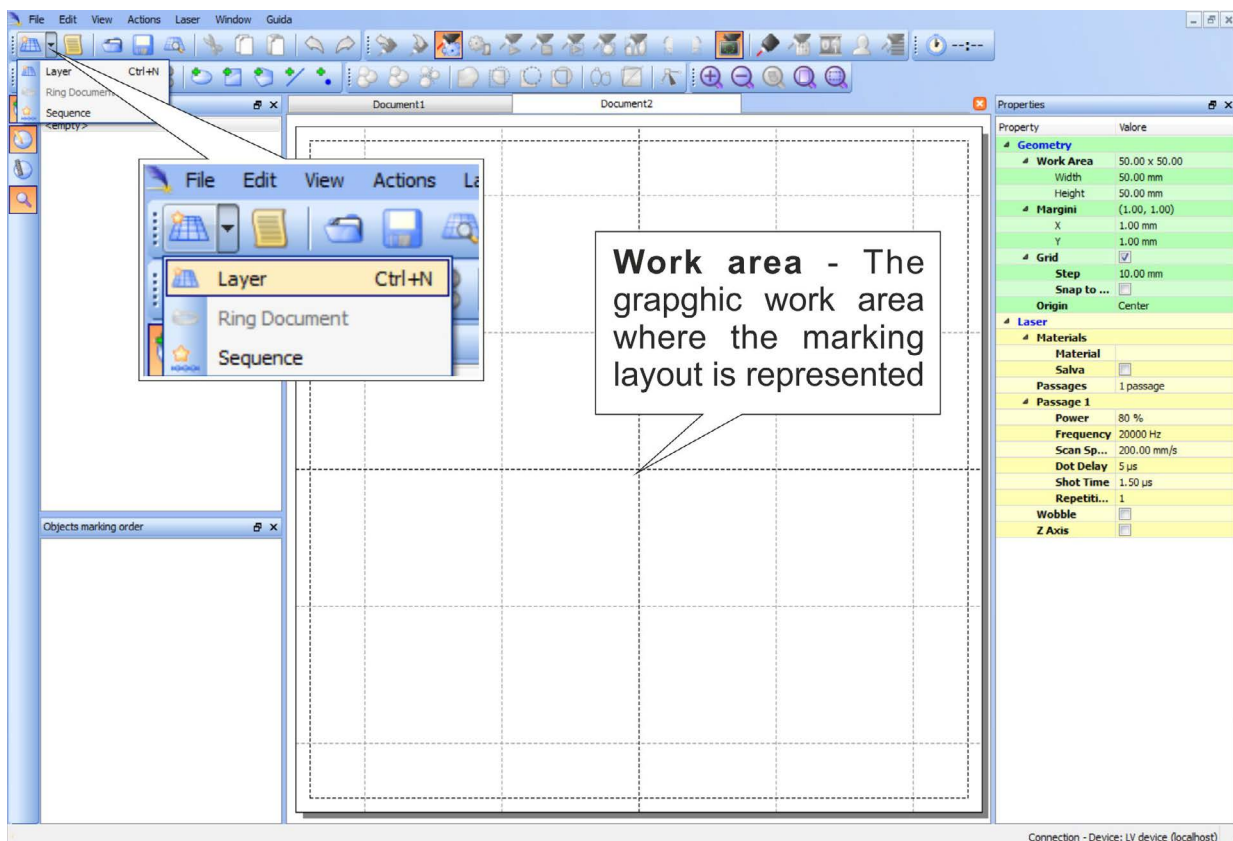 File Edit View Actions Laser Window Guida
--:--
Layer Ctrl+N
Ring Document
Sequence
<empty>
Document1 Document2
File Edit View Actions
Layer Ctrl+N
Ring Document
Sequence
Work area - The
grapghic work area
where the marking
layout is represented
Objects marking order
Properties
Property Valore
Geometry
Work Area 50.00 x 50.00
Width 50.00 mm
Height 50.00 mm
Margini (1.00, 1.00)
X 1.00 mm
Y 1.00 mm
Grid
Step 10.00 mm
Snap to ...
Origin Center
Laser
Materials
Material
Salva
Passages 1 passage
Passage 1
Power 80 %
Frequency 20000 Hz
Scan Sp... 200.00 mm/s
Dot Delay 5 µs
Shot Time 1.50 µs
Repetiti... 1
Wobble
Z Axis
Connection - Device: LV device (localhost)